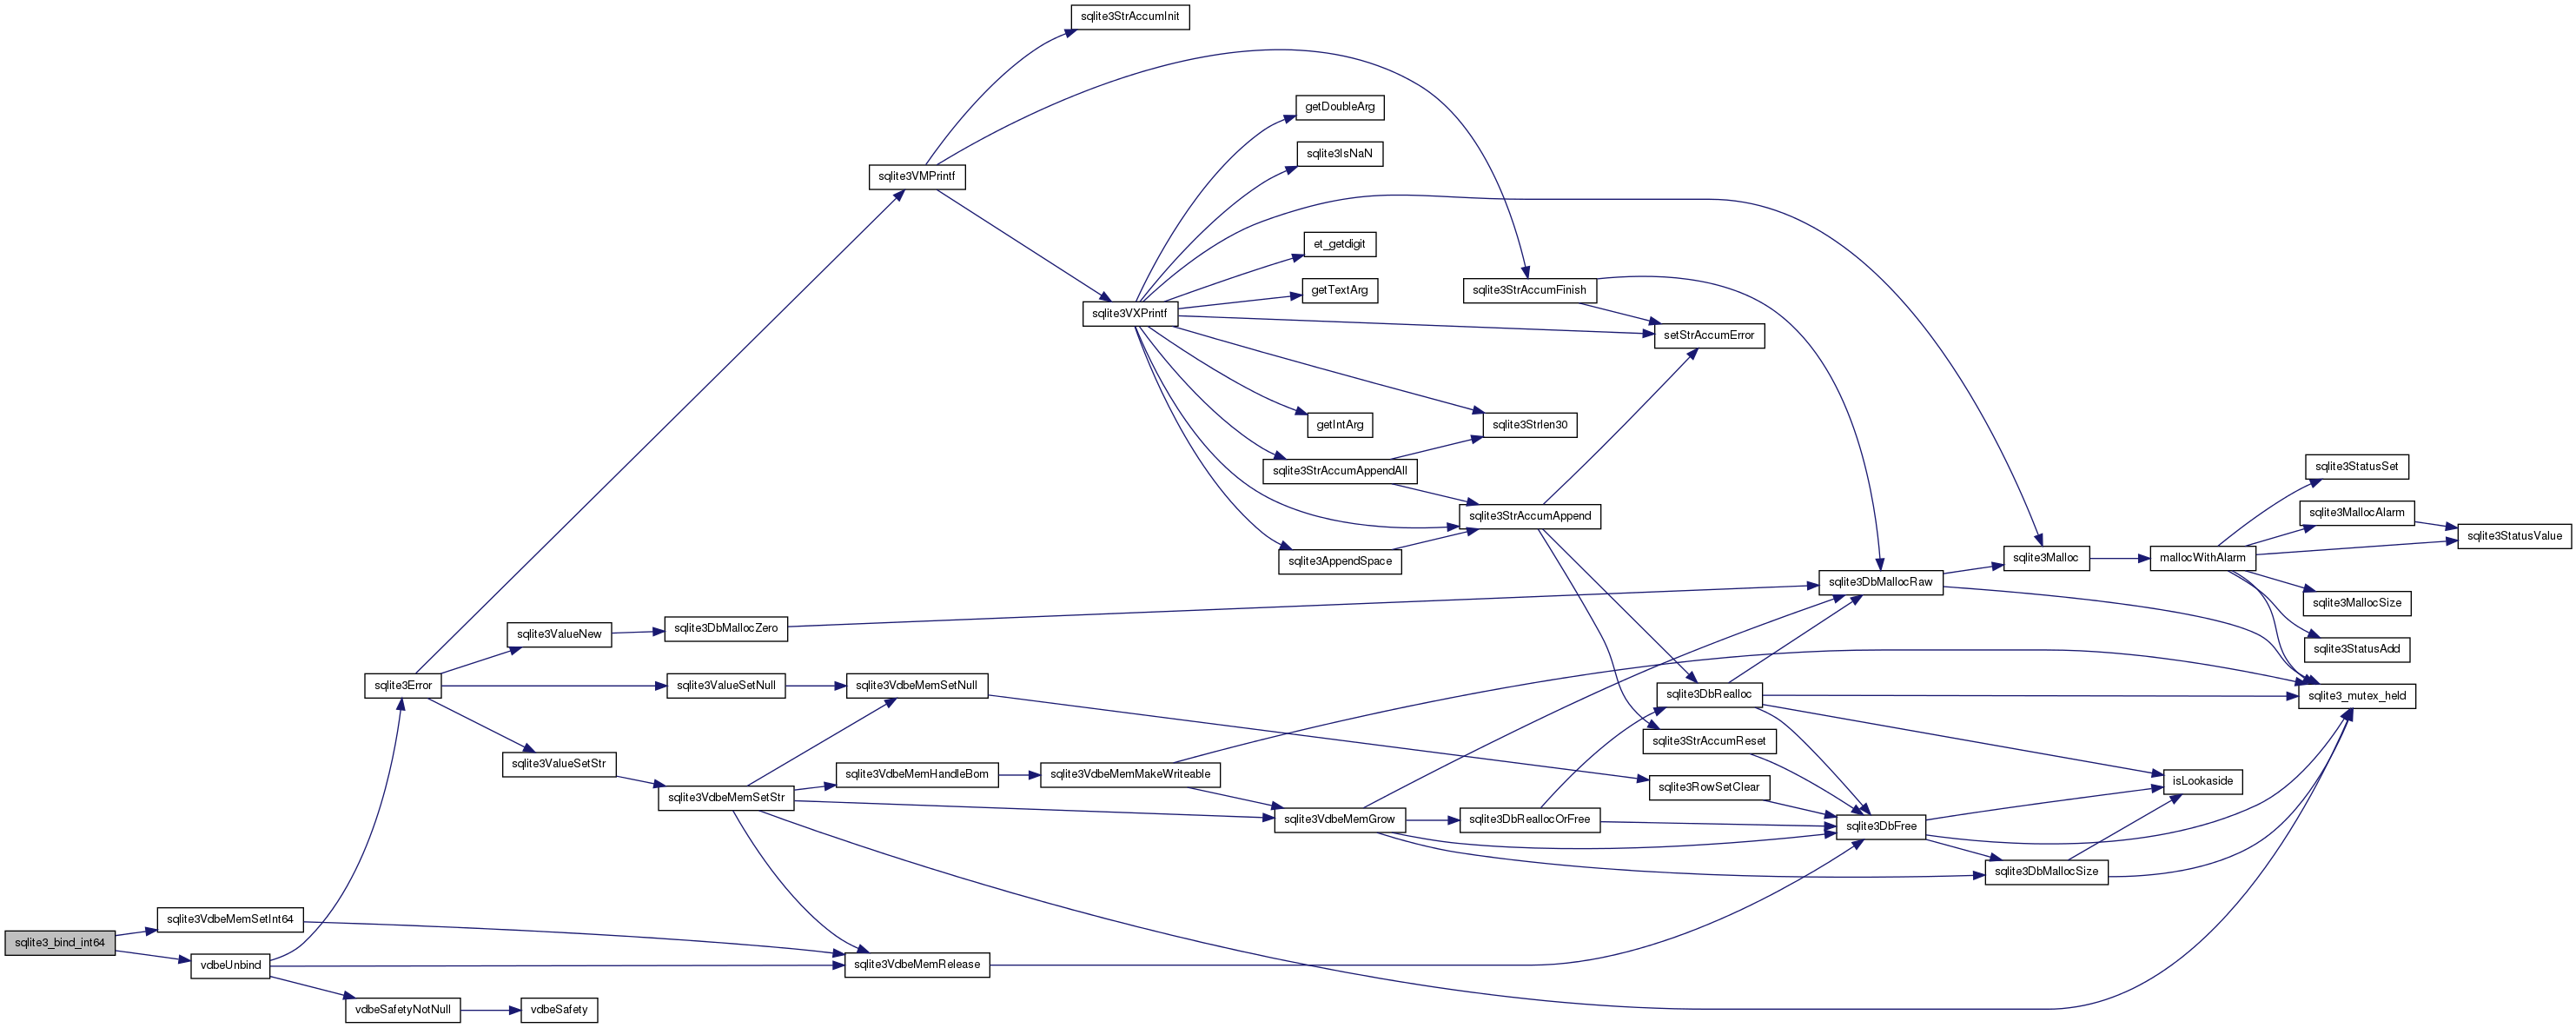 sqlite3StrAccumInit
getDoubleArg
sqlite3IsNaN
sqlite3VMPrintf
et_getdigit
getTextArg
sqlite3StrAccumFinish
sqlite3VXPrintf
setStrAccumError
getIntArg
sqlite3Strlen30
sqlite3StrAccumAppendAll
sqlite3StatusSet
sqlite3StrAccumAppend
sqlite3MallocAlarm
sqlite3StatusValue
sqlite3AppendSpace
sqlite3Malloc
mallocWithAlarm
sqlite3DbMallocRaw
sqlite3MallocSize
sqlite3ValueNew
sqlite3DbMallocZero
sqlite3StatusAdd
sqlite3Error
sqlite3ValueSetNull
sqlite3VdbeMemSetNull
sqlite3DbRealloc
sqlite3_mutex_held
sqlite3StrAccumReset
sqlite3ValueSetStr
sqlite3VdbeMemHandleBom
sqlite3VdbeMemMakeWriteable
isLookaside
sqlite3RowSetClear
sqlite3VdbeMemSetStr
sqlite3VdbeMemGrow
sqlite3DbReallocOrFree
sqlite3DbFree
sqlite3DbMallocSize
sqlite3VdbeMemSetInt64
sqlite3_bind_int64
vdbeUnbind
sqlite3VdbeMemRelease
vdbeSafetyNotNull
vdbeSafety